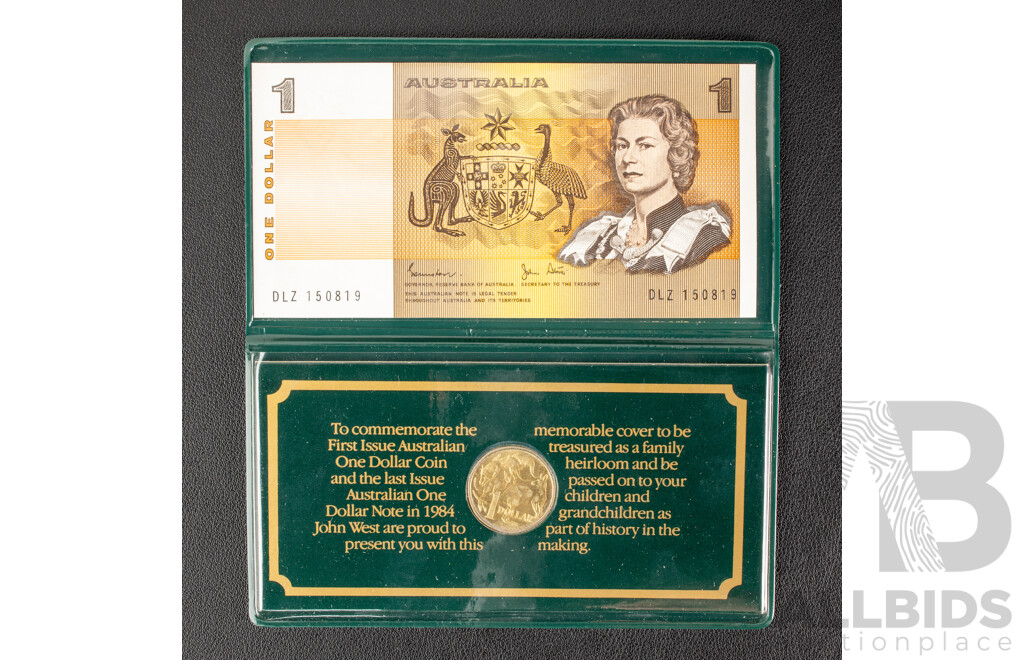 1
AUSTRALIA
1
ONE DOLLAR
GOVERNOR, RESERVE BANK OF AUSTRALIA
SECRETARY TO THE TREASURY
THIS AUSTRALIAN NOTE IS LEGAL TENDER
THROUGHOUT AUSTRALIA AND ITS TERRITORIES
DLZ 150819
DLZ 150819
To commemorate the
First Issue Australian
One Dollar Coin
and the last Issue
Australian One
Dollar Note in 1984
John West are proud to
present you with this
DOLLAR
memorable cover to be
treasured as a family
heirloom and be
passed on to your
children and
grandchildren as
part of history in the
making.
ALLBIDS